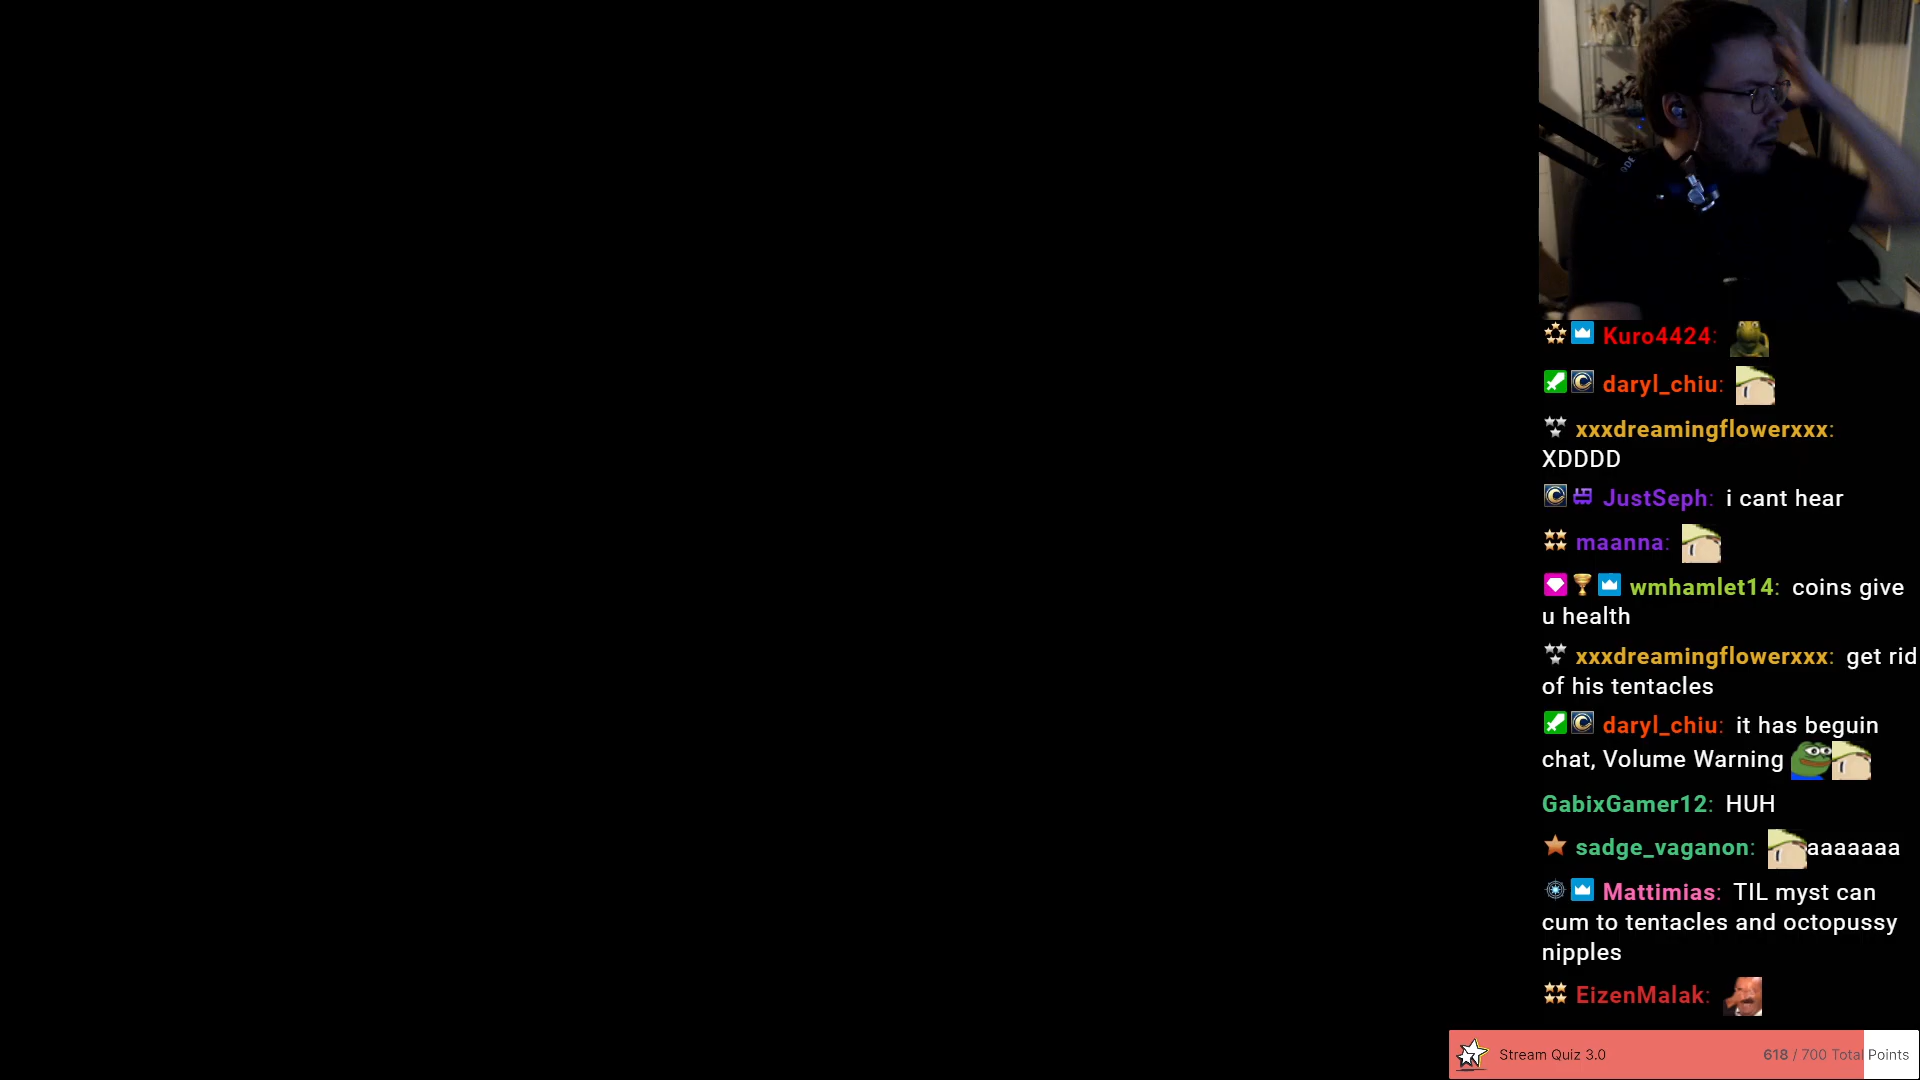 Kuro4424:
daryl_chiu:
xxxdreamingflowerxxx:
XDDDD
JustSeph: i cant hear
maanna:
wmhamlet14: coins give
u health
xxxdreamingflowerxxx: get rid
of his tentacles
daryl_chiu: it has beguin
chat, Volume Warning
GabixGamer12: HUH
sadge_vaganon: aaaaaaa
Mattimias: TIL myst can
cum to tentacles and octopussy
nipples
EizenMalak:
Stream Quiz 3.0 618 / 700 Total Points